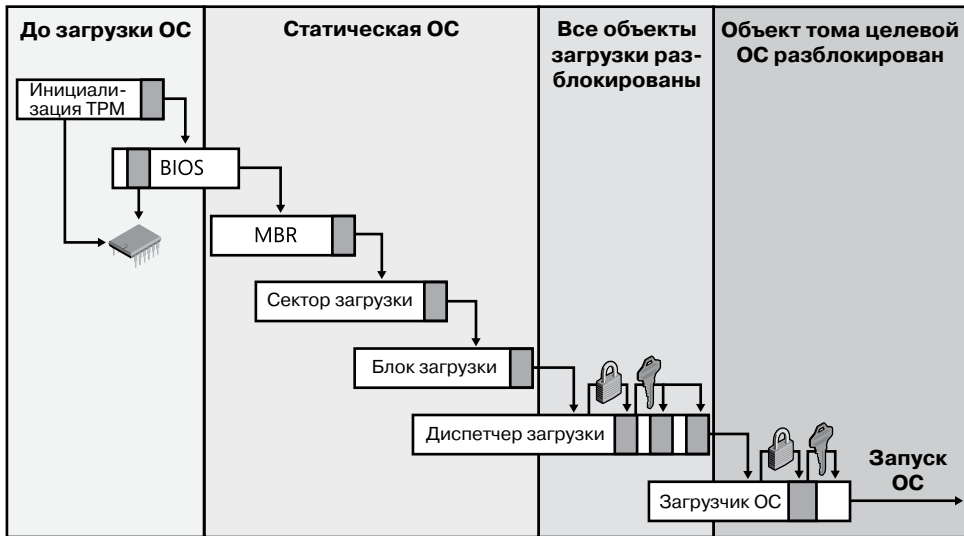 До загрузки ОС
Статическая ОС
Все объекты
загрузки раз-
блокированы
Объект тома целевой
ОС разблокирован
Инициали-
зация TPM
BIOS
MBR
Сектор загрузки
Блок загрузки
Диспетчер загрузки
Загрузчик ОС
Запуск
ОС